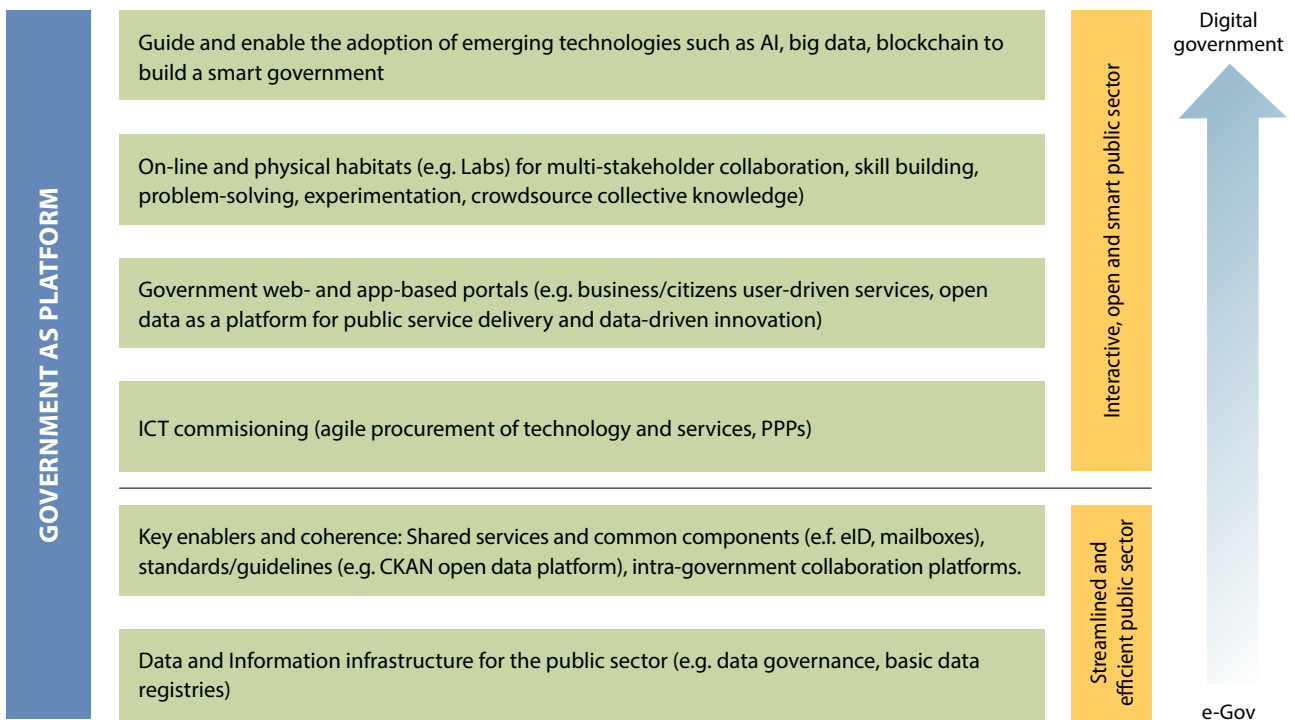 GOVERNMENT AS PLATFORM
Guide and enable the adoption of emerging technologies such as AI, big data, blockchain to
build a smart government
On-line and physical habitats (e.g. Labs) for multi-stakeholder collaboration, skill building,
problem-solving, experimentation, crowdsource collective knowledge)
Government web- and app-based portals (e.g. business/citizens user-driven services, open
data as a platform for public service delivery and data-driven innovation)
ICT commisioning (agile procurement of technology and services, PPPs)
Key enablers and coherence: Shared services and common components (e.f. eID, mailboxes),
standards/guidelines (e.g. CKAN open data platform), intra-government collaboration platforms.
Data and Information infrastructure for the public sector (e.g. data governance, basic data
registries)
Interactive, open and smart public sector
Streamlined and
efficient public sector
Digital
government
e-Gov